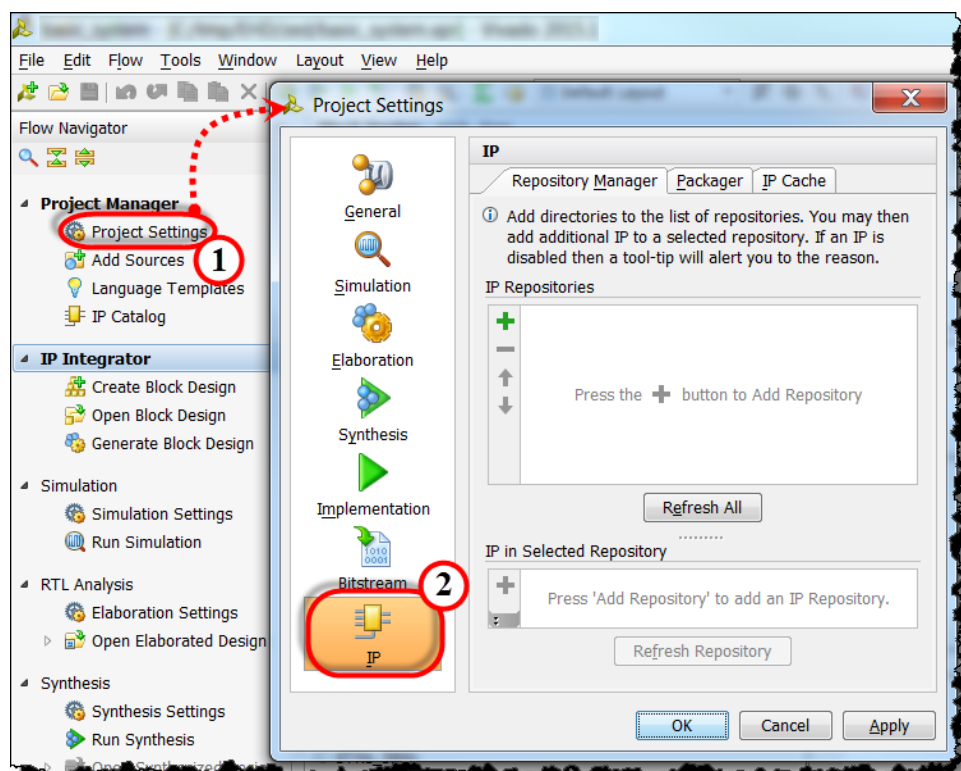 File Edit Flow Tools Window Layout View Help
Flow Navigator
Project Manager
Project Settings
1
Add Sources
Language Templates
IP Catalog
IP Integrator
Create Block Design
Open Block Design
Generate Block Design
Simulation
Simulation Settings
Run Simulation
RTL Analysis
Elaboration Settings
Open Elaborated Design
Synthesis
Synthesis Settings
Run Synthesis
Project Settings
General
Simulation
Elaboration
Synthesis
Implementation
1010
0001
Bitstream
2
IP
IP
Repository Manager Packager IP Cache
Add directories to the list of repositories. You may then
add additional IP to a selected repository. If an IP is
disabled then a tool-tip will alert you to the reason.
IP Repositories
Press the + button to Add Repository
Refresh All
IP in Selected Repository
Press 'Add Repository' to add an IP Repository.
Refresh Repository
OK Cancel Apply